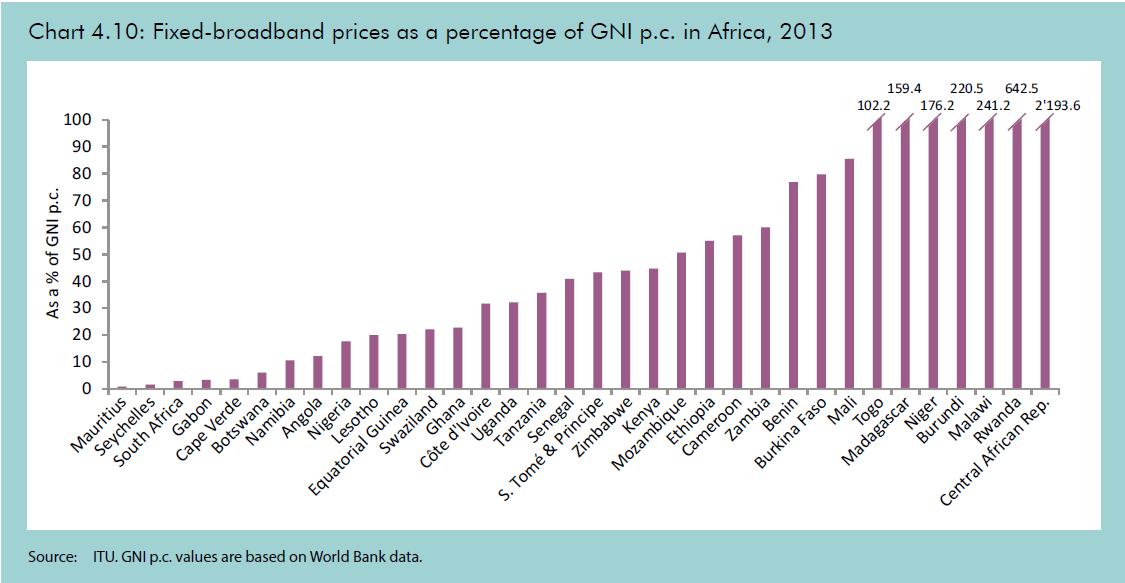 Chart 4.10: Fixed-broadband prices as a percentage of GNI p.c. in Africa, 2013
159.4 220.5 642.5
102.2 176.2 241.2 2'193.6
100
90
80
70
60
50
40
30
20
10
0
As a % of GNI p.c.
Mauritius
Seychelles
South Africa
Gabon
Cape Verde
Botswana
Namibia
Angola
Nigeria
Lesotho
Equatorial Guinea
Swaziland
Ghana
Côte d'Ivoire
Uganda
Tanzania
Senegal
S. Tomé & Principe
Zimbabwe
Kenya
Mozambique
Ethiopia
Cameroon
Zambia
Benin
Burkina Faso
Mali
Togo
Madagascar
Niger
Burundi
Malawi
Rwanda
Central African Rep.
Source: ITU. GNI p.c. values are based on World Bank data.